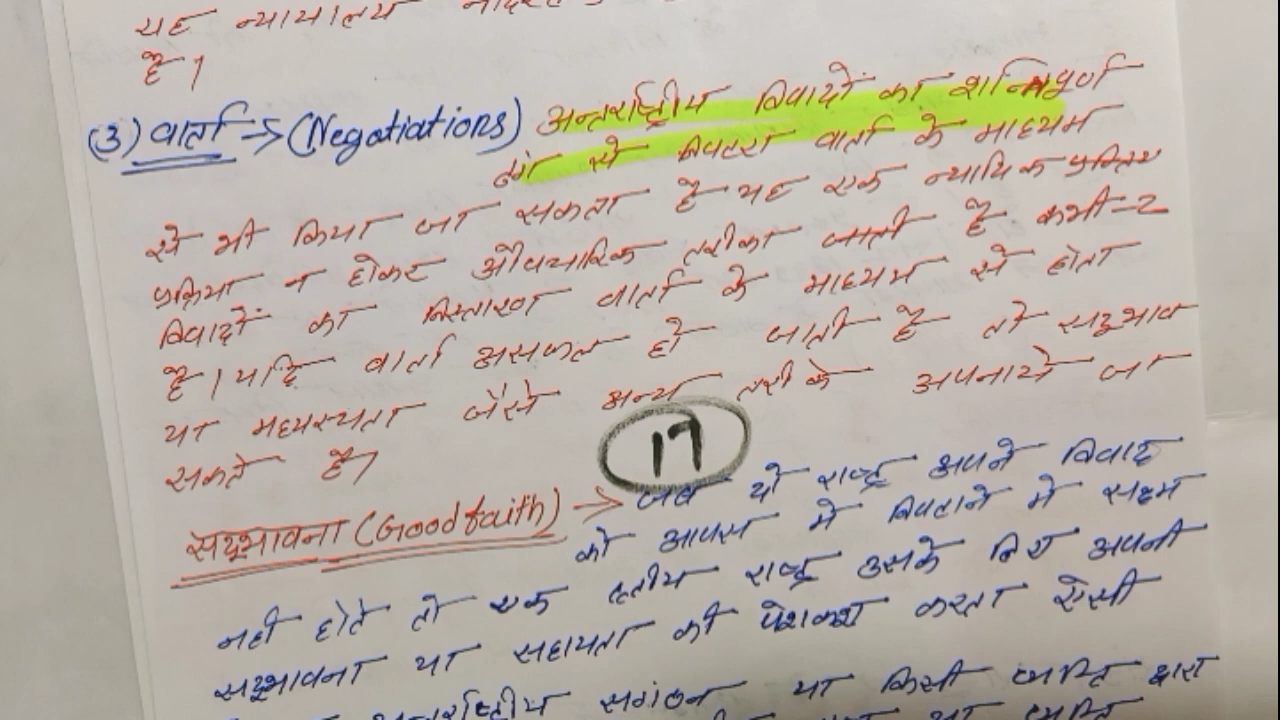 यह न्यायालय
है।
(3) वार्ता → (Negotiations) अन्तर्राष्ट्रीय विवादों का शान्तिपूर्ण
ढंग से निपटारा वार्ता के माध्यम
से भी किया जा सकता है यह एक न्यायिक
प्रक्रिया न होकर औपचारिक तरीका जाती है कभी-2
विवादों का निस्तारण वार्ता के माध्यम से होता
है। यदि वार्ता असफल हो जाती है तो सद्भाव
या मध्यस्थता जैसे अन्य तरीके अपनाये जा
सकते है।
17
सद्भावना (Good faith) → जब दो राष्ट्र अपने विवाद
को आपस में निपटाने में सक्षम
नही होते तो एक तृतीय राष्ट्र उसके लिए अपनी
सद्भावना या सहायता की पेशकश करता ऐसी
अन्तर्राष्ट्रीय संगठन या किसी व्यक्ति द्वारा